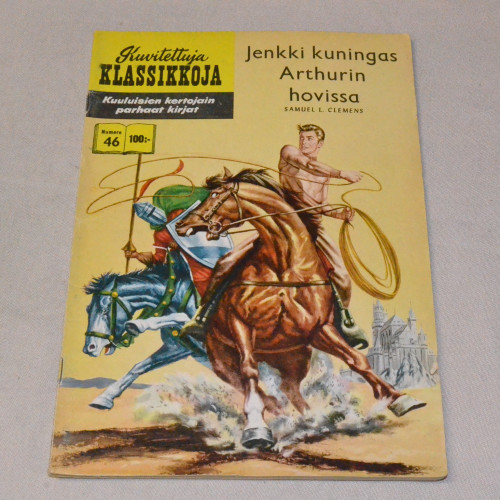 Kuvitettuja
KLASSIKKOJA
Kuuluisien kertojain
parhaat kirjat
Numero
46
100:-
Jenkki kuningas
Arthurin
hovissa
SAMUEL L. CLEMENS